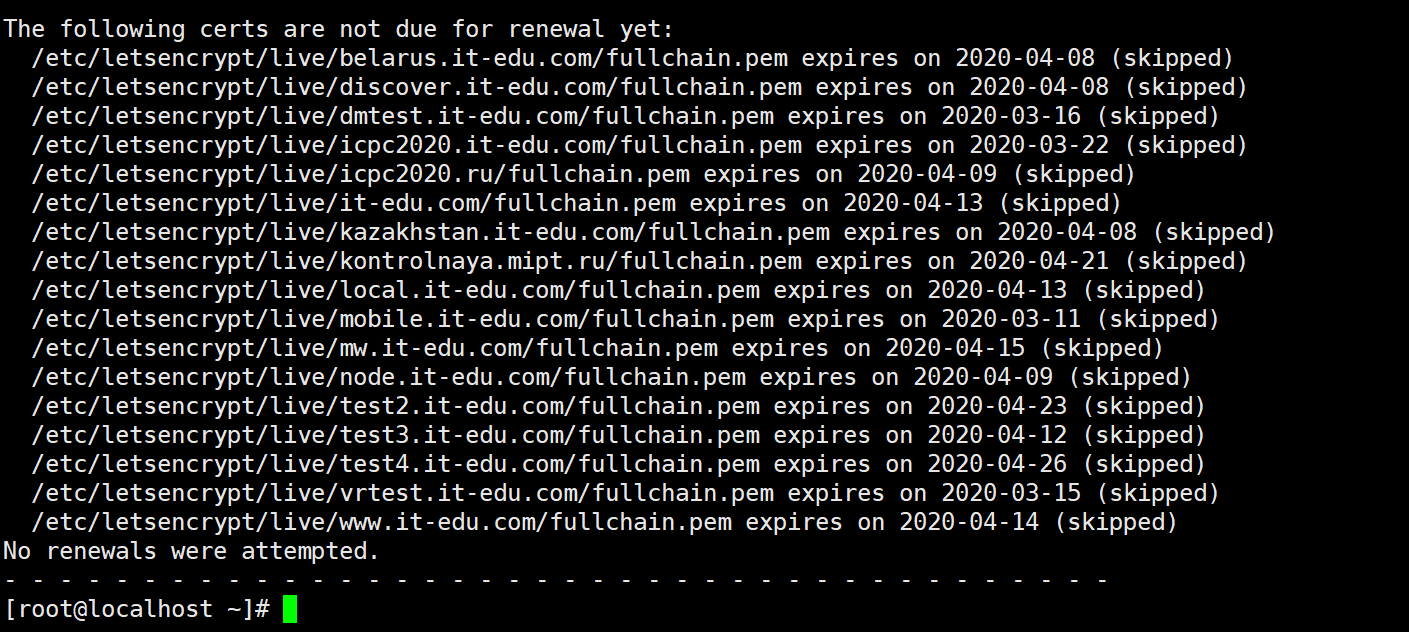 The following certs are not due for renewal yet:
  /etc/letsencrypt/live/belarus.it-edu.com/fullchain.pem expires on 2020-04-08 (skipped)
  /etc/letsencrypt/live/discover.it-edu.com/fullchain.pem expires on 2020-04-08 (skipped)
  /etc/letsencrypt/live/dmtest.it-edu.com/fullchain.pem expires on 2020-03-16 (skipped)
  /etc/letsencrypt/live/icpc2020.it-edu.com/fullchain.pem expires on 2020-03-22 (skipped)
  /etc/letsencrypt/live/icpc2020.ru/fullchain.pem expires on 2020-04-09 (skipped)
  /etc/letsencrypt/live/it-edu.com/fullchain.pem expires on 2020-04-13 (skipped)
  /etc/letsencrypt/live/kazakhstan.it-edu.com/fullchain.pem expires on 2020-04-08 (skipped)
  /etc/letsencrypt/live/kontrolnaya.mipt.ru/fullchain.pem expires on 2020-04-21 (skipped)
  /etc/letsencrypt/live/local.it-edu.com/fullchain.pem expires on 2020-04-13 (skipped)
  /etc/letsencrypt/live/mobile.it-edu.com/fullchain.pem expires on 2020-03-11 (skipped)
  /etc/letsencrypt/live/mw.it-edu.com/fullchain.pem expires on 2020-04-15 (skipped)
  /etc/letsencrypt/live/node.it-edu.com/fullchain.pem expires on 2020-04-09 (skipped)
  /etc/letsencrypt/live/test2.it-edu.com/fullchain.pem expires on 2020-04-23 (skipped)
  /etc/letsencrypt/live/test3.it-edu.com/fullchain.pem expires on 2020-04-12 (skipped)
  /etc/letsencrypt/live/test4.it-edu.com/fullchain.pem expires on 2020-04-26 (skipped)
  /etc/letsencrypt/live/vrtest.it-edu.com/fullchain.pem expires on 2020-03-15 (skipped)
  /etc/letsencrypt/live/www.it-edu.com/fullchain.pem expires on 2020-04-14 (skipped)
No renewals were attempted.
- - - - - - - - - - - - - - - - - - - - - - - - - - - - - - - - - - - - - - - -
[root@localhost ~]#